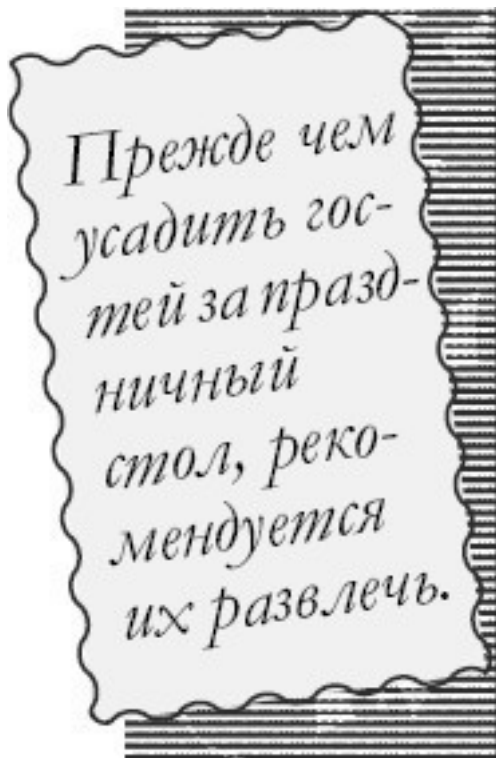 Прежде чем
усадить гос-
тей за празд-
ничный
стол, реко-
мендуется
их развлечь.